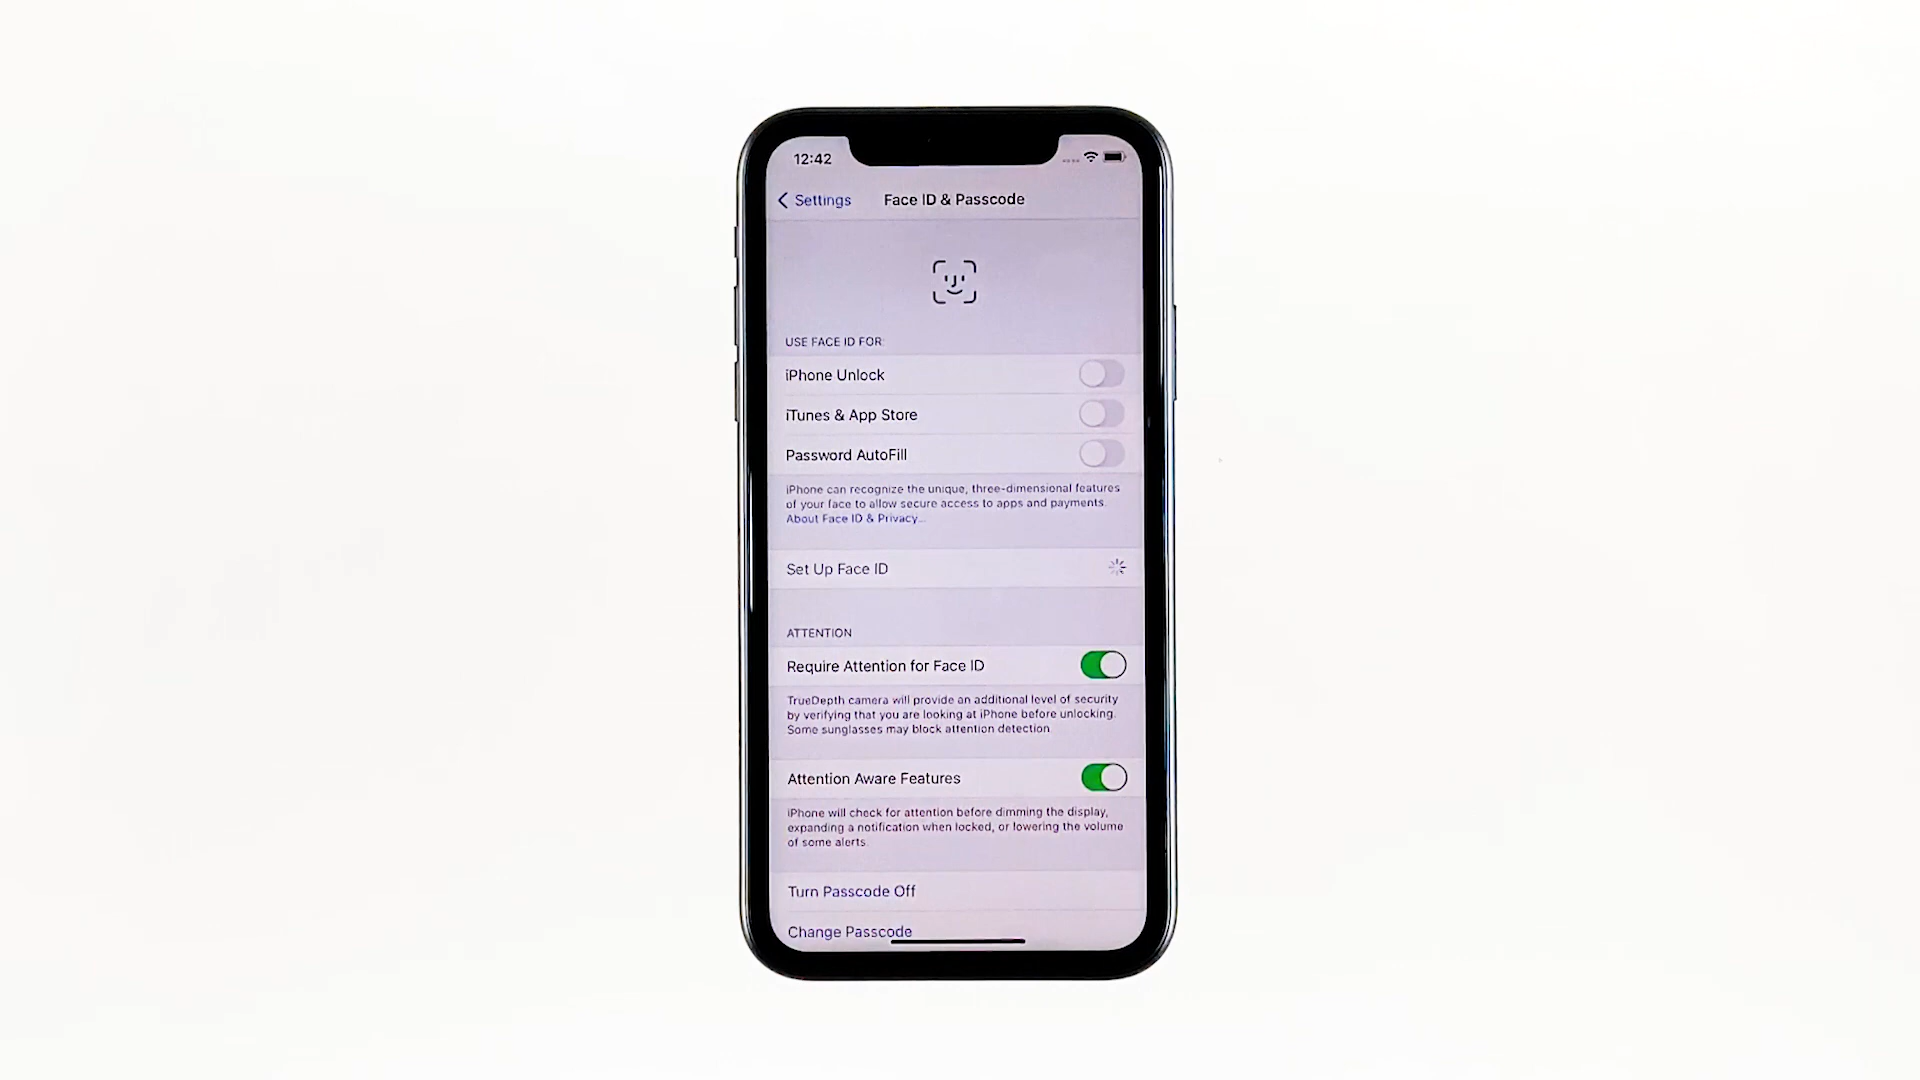 12:42
Settings
Face ID & Passcode
USE FACE ID FOR:
iPhone Unlock
iTunes & App Store
Password AutoFill
iPhone can recognize the unique, three-dimensional features
of your face to allow secure access to apps and payments.
About Face ID & Privacy...
Set Up Face ID
ATTENTION
Require Attention for Face ID
TrueDepth camera will provide an additional level of security
by verifying that you are looking at iPhone before unlocking.
Some sunglasses may block attention detection.
Attention Aware Features
iPhone will check for attention before dimming the display,
expanding a notification when locked, or lowering the volume
of some alerts.
Turn Passcode Off
Change Passcode